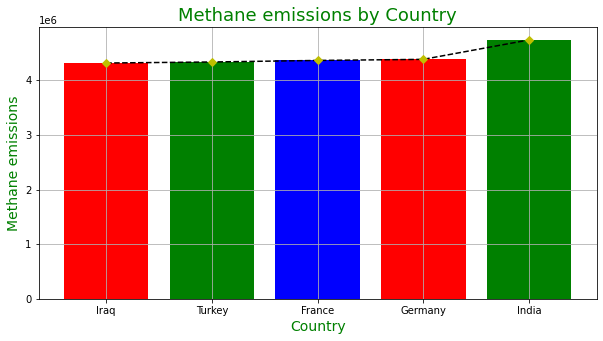 Methane emissions by Country
1e6
Methane emissions
4
3
2
1
0
Iraq Turkey France Germany India
Country